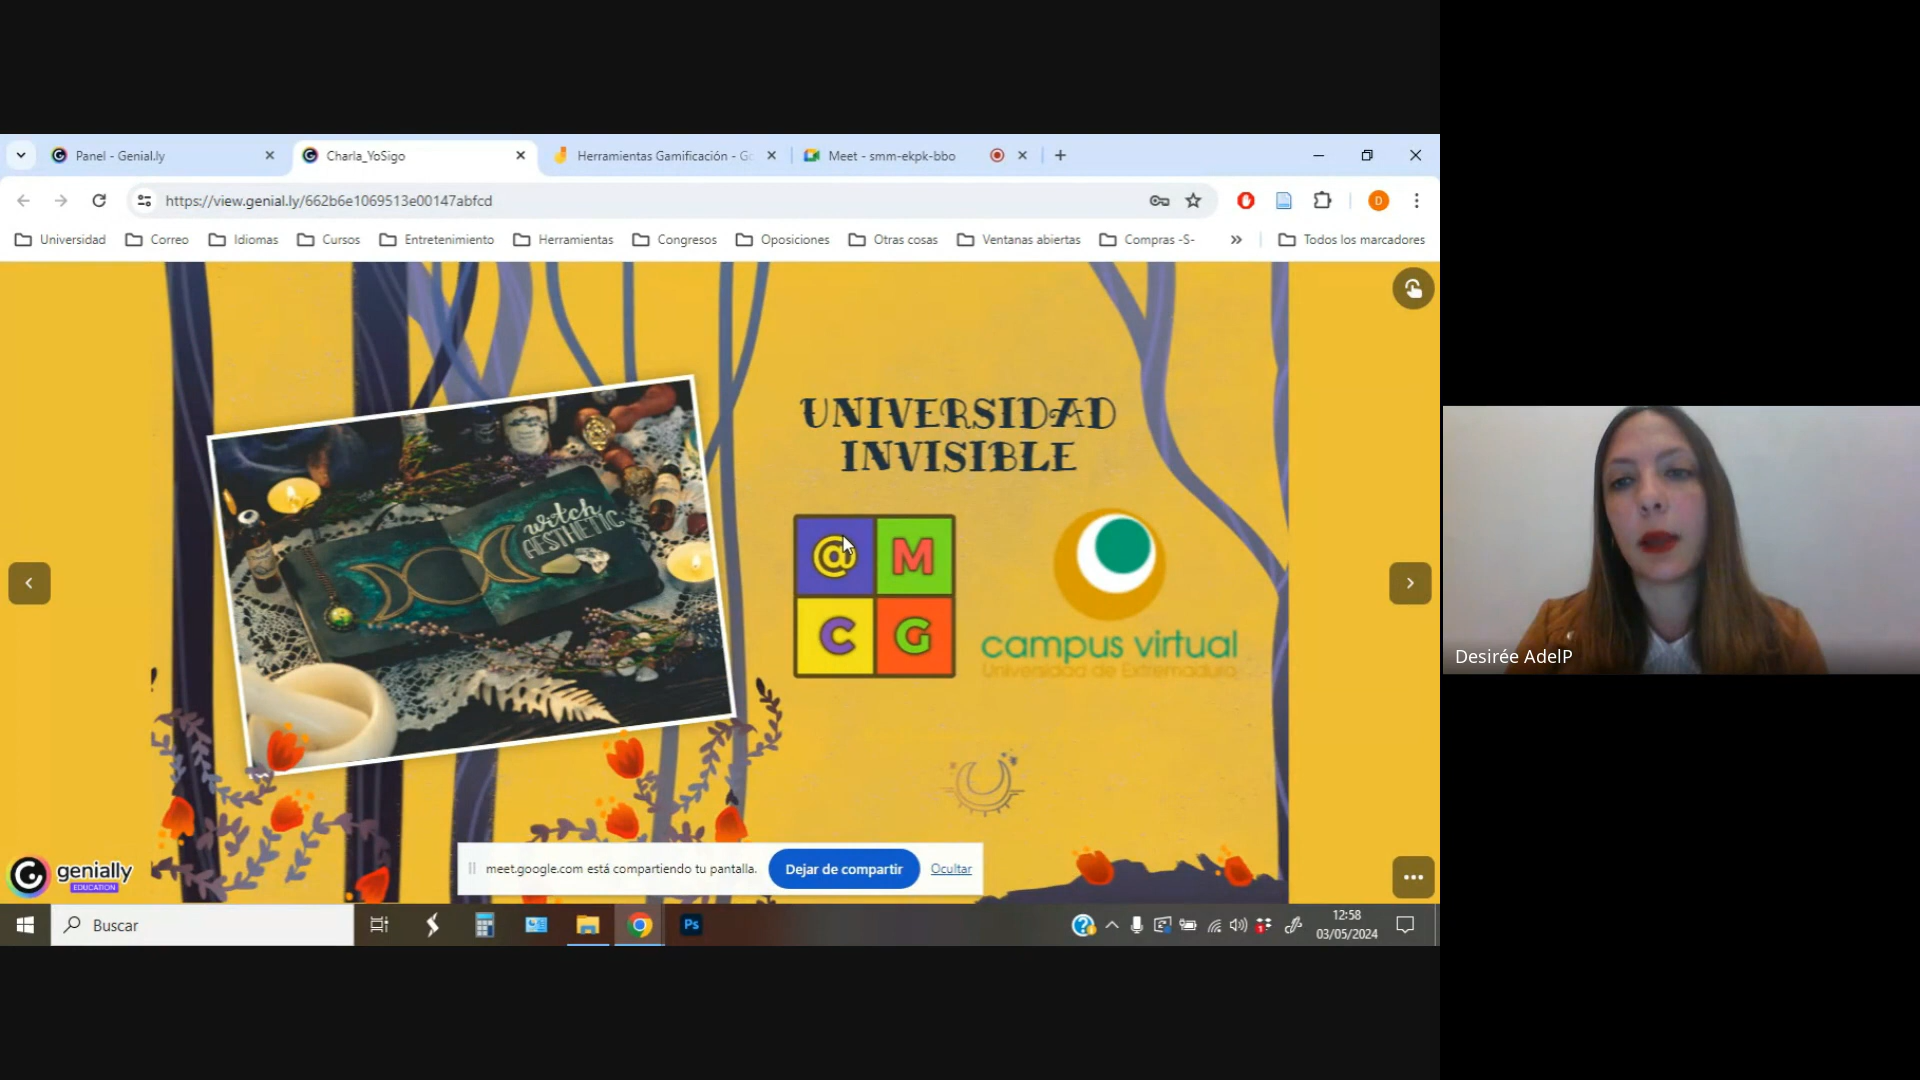 Panel - Genial.ly
Charla_YoSigo
Herramientas Gamificación - Go
Meet - smm-ekpk-bbo
https://view.genial.ly/662b6e1069513e00147abfcd
D
Universidad
Correo
Idiomas
Cursos
Entretenimiento
Herramientas
Congresos
Oposiciones
Otras cosas
Ventanas abiertas
Compras -S-
»
Todos los marcadores
UNIVERSIDAD
INVISIBLE
witch
AESTHETIC
@ M
C G
campus virtual
Universidad de Extremadura
Desirée AdelP
genially
EDUCATION
meet.google.com está compartiendo tu pantalla.
Dejar de compartir
Ocultar
Buscar
Ps
12:58
03/05/2024